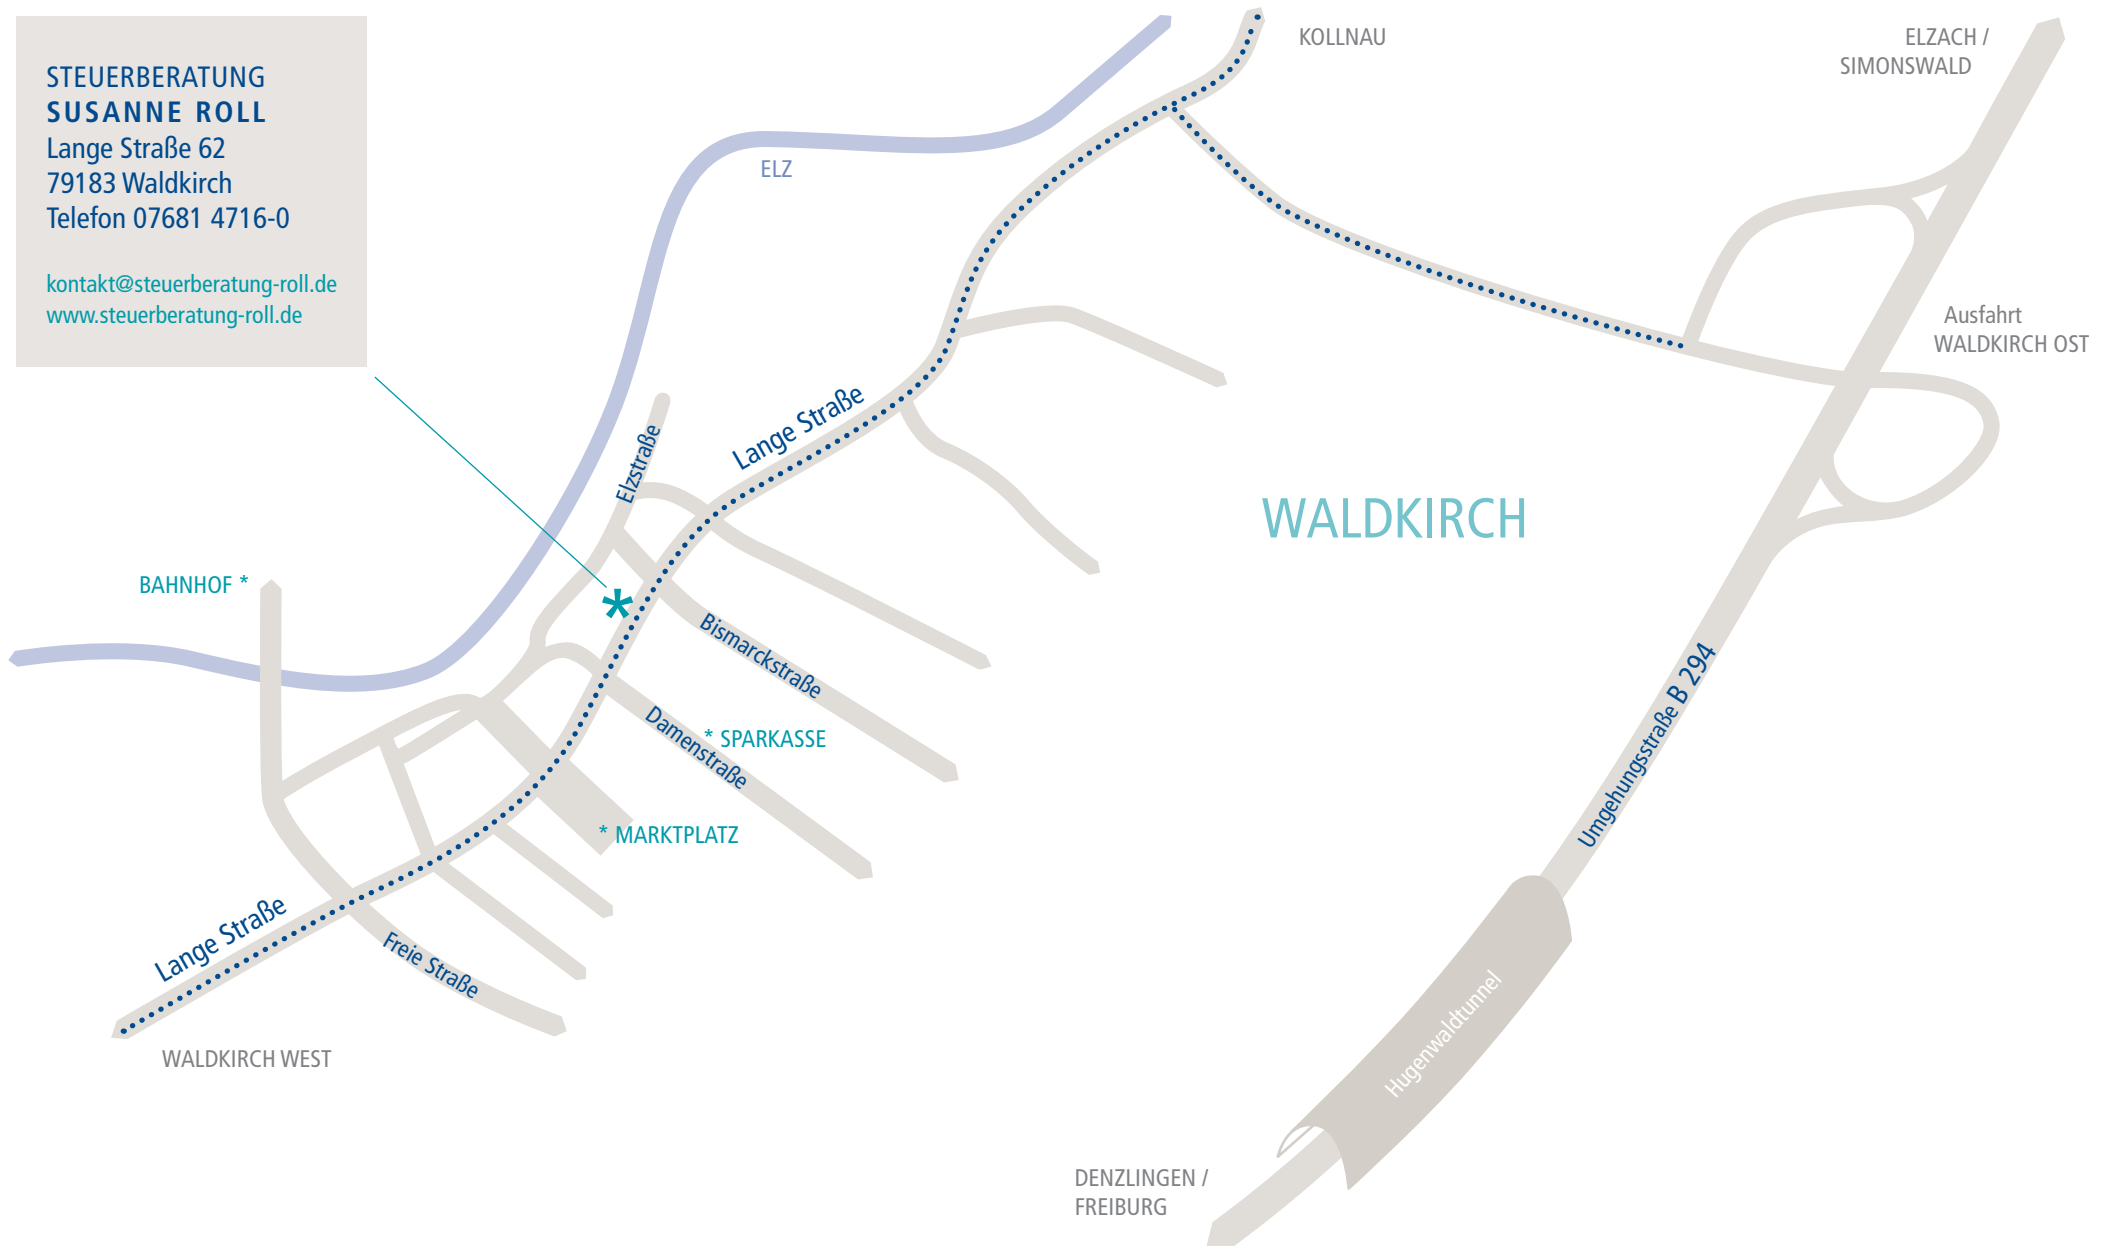 STEUERBERATUNG
SUSANNE ROLL
Lange Straße 62
79183 Waldkirch
Telefon 07681 4716-0
kontakt@steuerberatung-roll.de
www.steuerberatung-roll.de
KOLLNAU
ELZACH /
SIMONSWALD
ELZ
Ausfahrt
WALDKIRCH OST
Lange Straße
Elzstraße
WALDKIRCH
BAHNHOF *
*
Bismarckstraße
Umgehungsstraße B 294
Damenstraße
* SPARKASSE
* MARKTPLATZ
Lange Straße
Freie Straße
Hugenwaldtunnel
WALDKIRCH WEST
DENZLINGEN /
FREIBURG